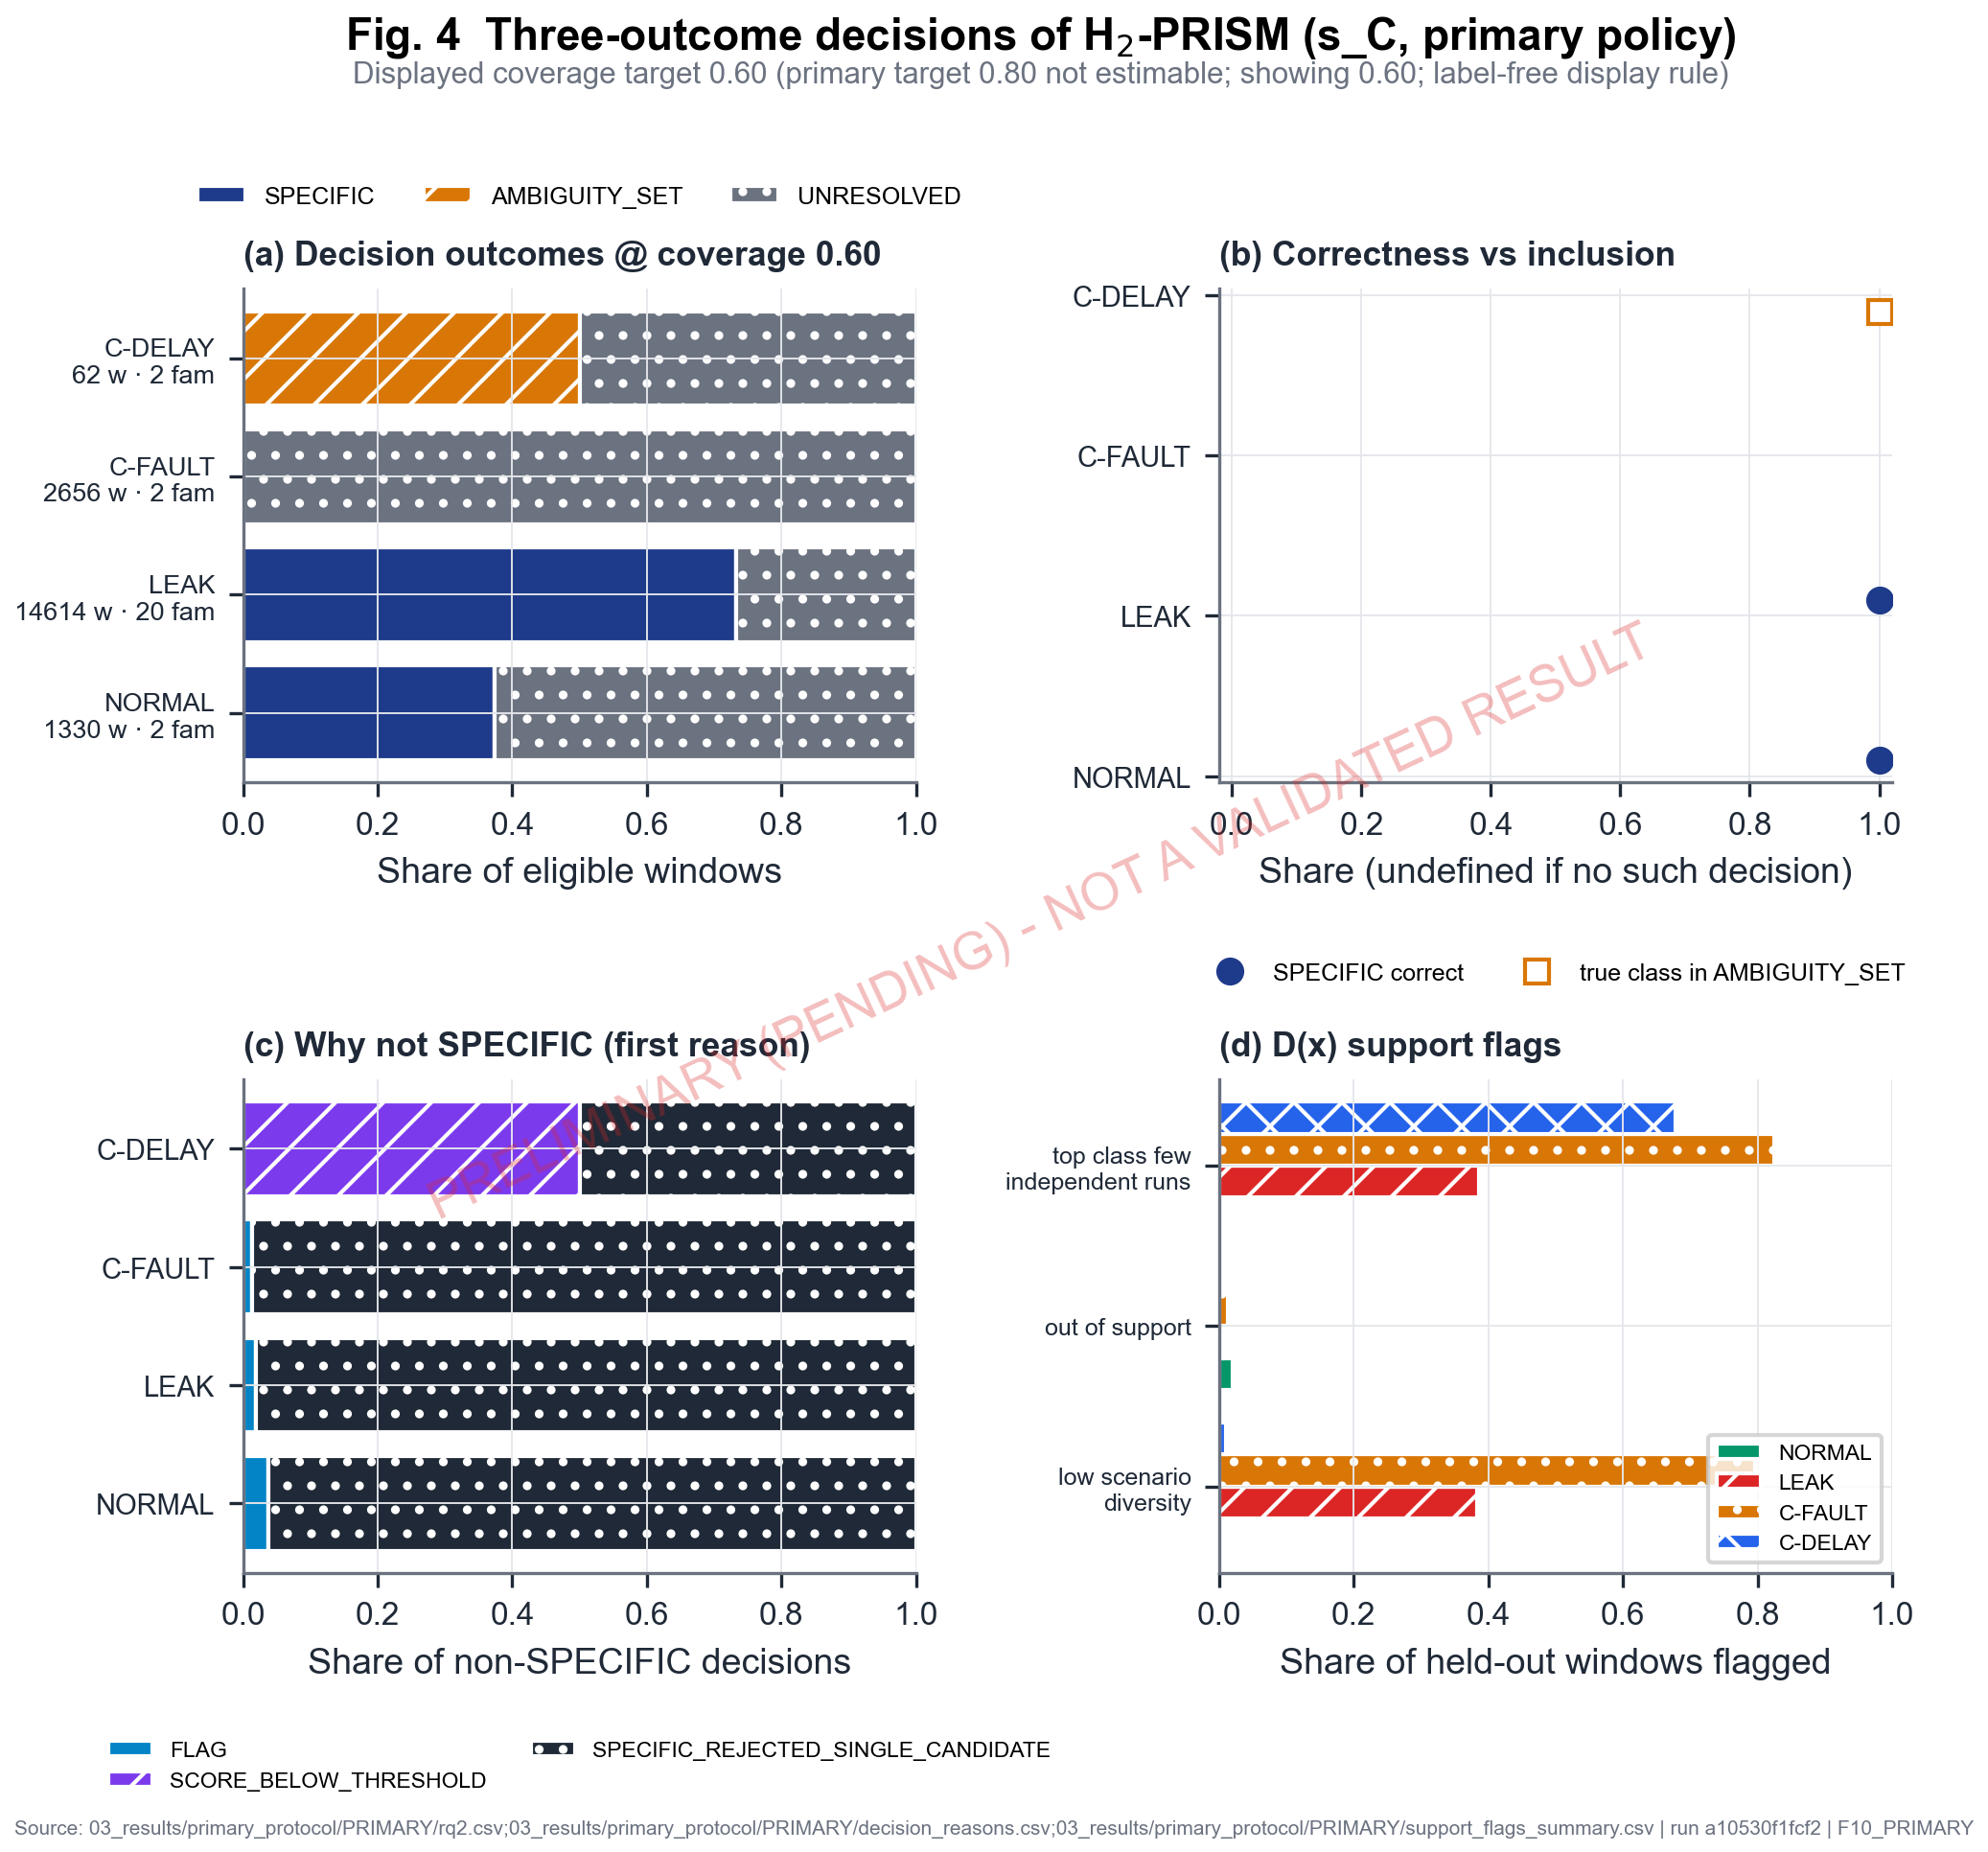 Fig. 4  Three-outcome decisions of H₂-PRISM (s_C, primary policy)
Displayed coverage target 0.60 (primary target 0.80 not estimable; showing 0.60; label-free display rule)
SPECIFIC
AMBIGUITY_SET
UNRESOLVED
(a) Decision outcomes @ coverage 0.60
C-DELAY
62 w · 2 fam
C-FAULT
2656 w · 2 fam
LEAK
14614 w · 20 fam
NORMAL
1330 w · 2 fam
0.0 0.2 0.4 0.6 0.8 1.0
Share of eligible windows
(b) Correctness vs inclusion
C-DELAY
C-FAULT
LEAK
NORMAL
0.0 0.2 0.4 0.6 0.8 1.0
Share (undefined if no such decision)
SPECIFIC correct
true class in AMBIGUITY_SET
PRELIMINARY (PENDING) - NOT A VALIDATED RESULT
(c) Why not SPECIFIC (first reason)
C-DELAY
C-FAULT
LEAK
NORMAL
0.0 0.2 0.4 0.6 0.8 1.0
Share of non-SPECIFIC decisions
FLAG
SCORE_BELOW_THRESHOLD
SPECIFIC_REJECTED_SINGLE_CANDIDATE
(d) D(x) support flags
top class few
independent runs
out of support
low scenario
diversity
NORMAL
LEAK
C-FAULT
C-DELAY
0.0 0.2 0.4 0.6 0.8 1.0
Share of held-out windows flagged
Source: 03_results/primary_protocol/PRIMARY/rq2.csv;03_results/primary_protocol/PRIMARY/decision_reasons.csv;03_results/primary_protocol/PRIMARY/support_flags_summary.csv | run a10530f1fcf2 | F10_PRIMARY